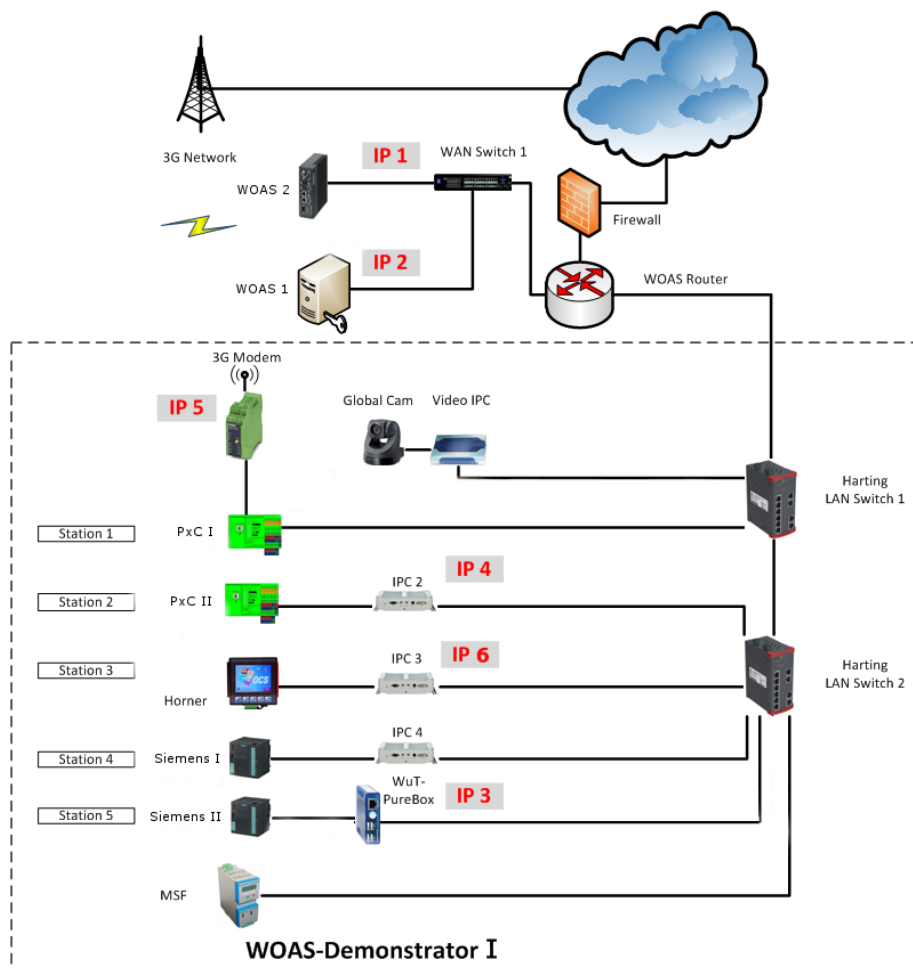 IP 1
WAN Switch 1
3G Network
WOAS 2
Firewall
IP 2
WOAS 1
WOAS Router
3G Modem
IP 5
Global Cam
Video IPC
Harting
LAN Switch 1
Station 1
PxC I
IP 4
IPC 2
Station 2
PxC II
IP 6
IPC 3
Station 3
OCS
Harting
LAN Switch 2
Horner
IPC 4
Station 4
Siemens I
WuT-
PureBox
IP 3
Station 5
Siemens II
MSF
WOAS-Demonstrator I